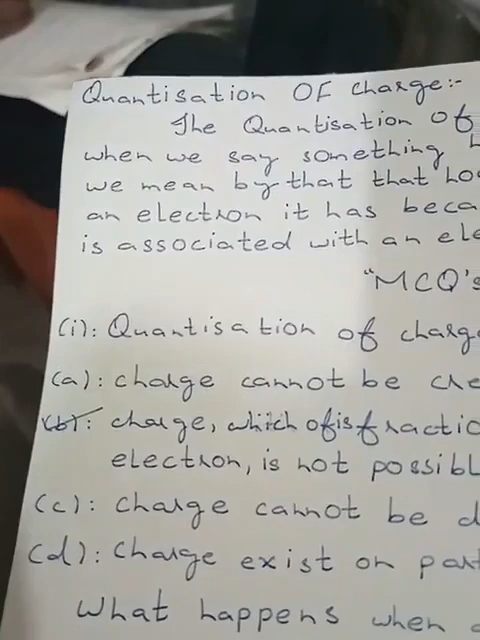 Quantisation OF charge:-
The Quantisation of
when we say something
we mean by that that
an electron it has
is associated with an
"MCQ's
(i): Quantisation of
(a): charge cannot be
(b): charge, which of is
electron, is not
(c): charge cannot be
(d): Charge exist on
What happens when